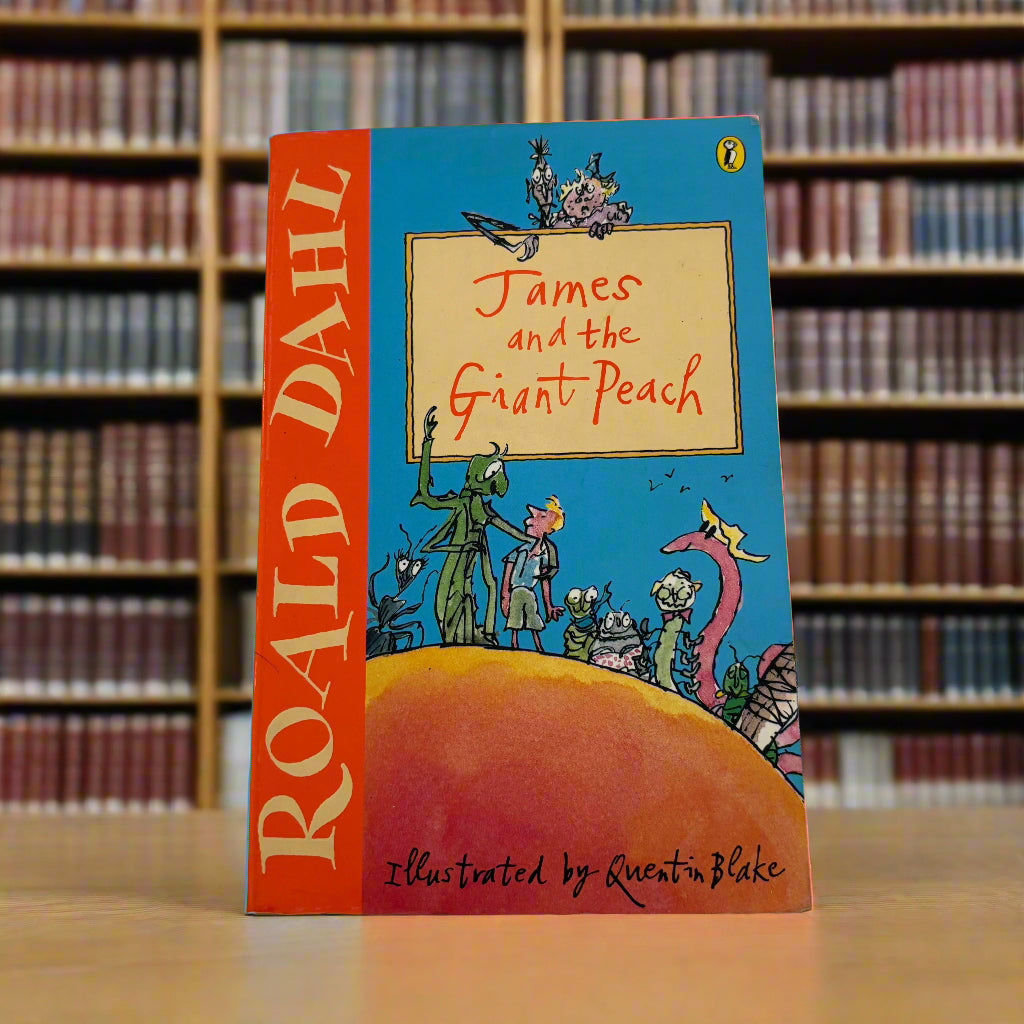 ROALD DAHL
James
and the
Giant Peach
Illustrated by Quentin Blake